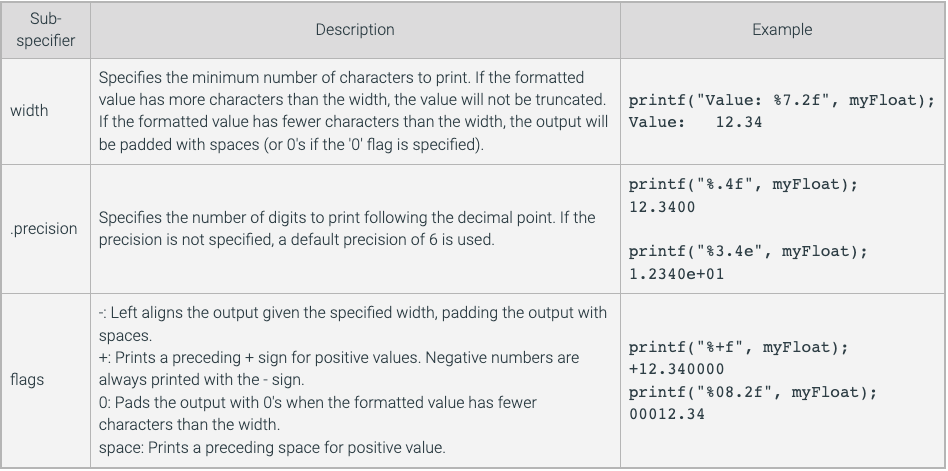 Sub-
specifier
Description
Example
width
Specifies the minimum number of characters to print. If the formatted
value has more characters than the width, the value will not be truncated.
If the formatted value has fewer characters than the width, the output will
be padded with spaces (or 0's if the '0' flag is specified).
printf("Value: %7.2f", myFloat);
Value:   12.34
.precision
Specifies the number of digits to print following the decimal point. If the
precision is not specified, a default precision of 6 is used.
printf("%.4f", myFloat);
12.3400
printf("%3.4e", myFloat);
1.2340e+01
flags
-: Left aligns the output given the specified width, padding the output with
spaces.
+: Prints a preceding + sign for positive values. Negative numbers are
always printed with the - sign.
0: Pads the output with 0's when the formatted value has fewer
characters than the width.
space: Prints a preceding space for positive value.
printf("%+f", myFloat);
+12.340000
printf("%08.2f", myFloat);
00012.34